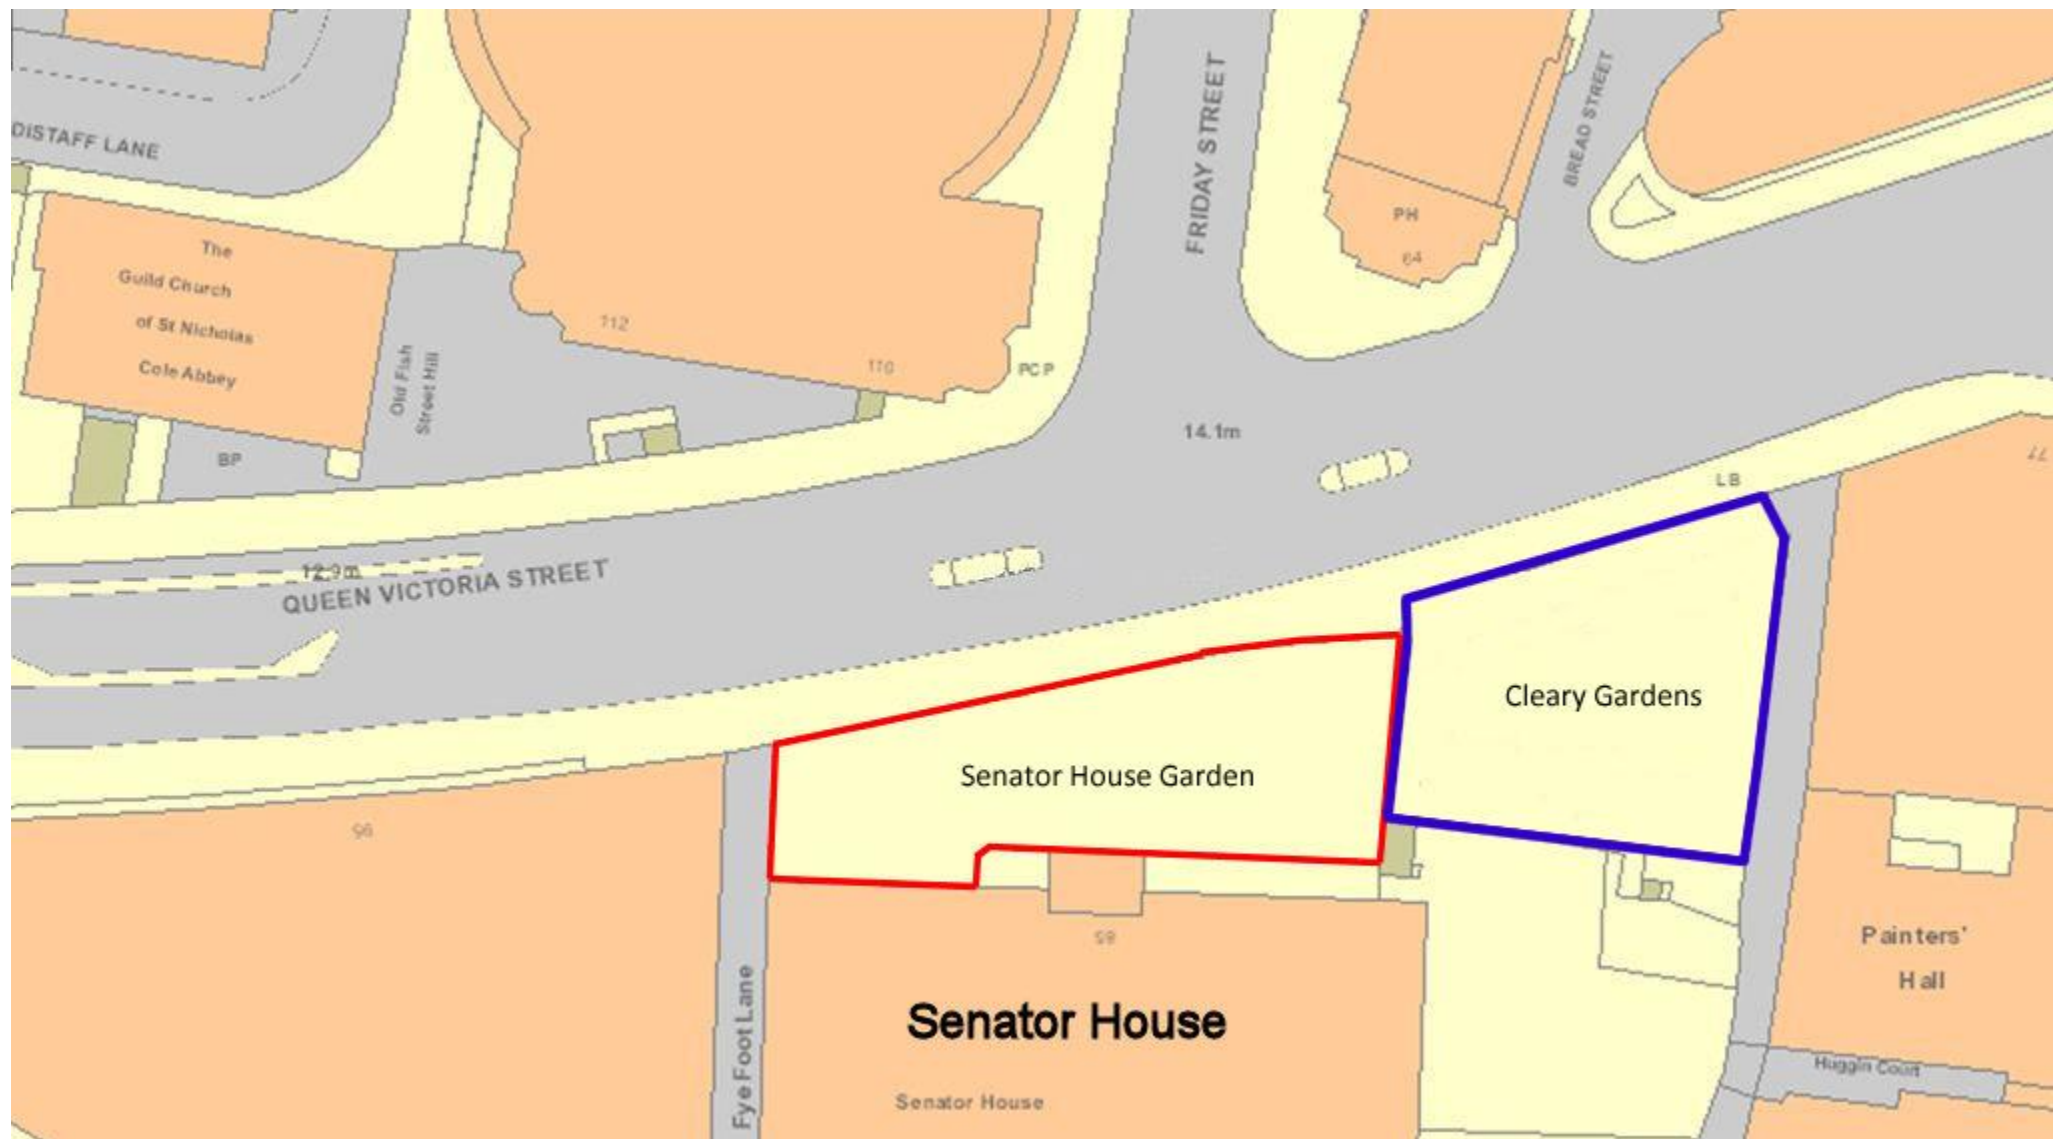 DISTAFF LANE
FRIDAY STREET
BREAD STREET
PH
64
The
Guild Church
of St Nicholas
Cole Abbey
Old Fish
Street Hill
BP
112
110
PCP
14.1m
LB
77
12.9m
QUEEN VICTORIA STREET
Cleary Gardens
Senator House Garden
96
85
Painters'
Hall
Senator House
Fye Foot Lane
Huggin Court
Senator House